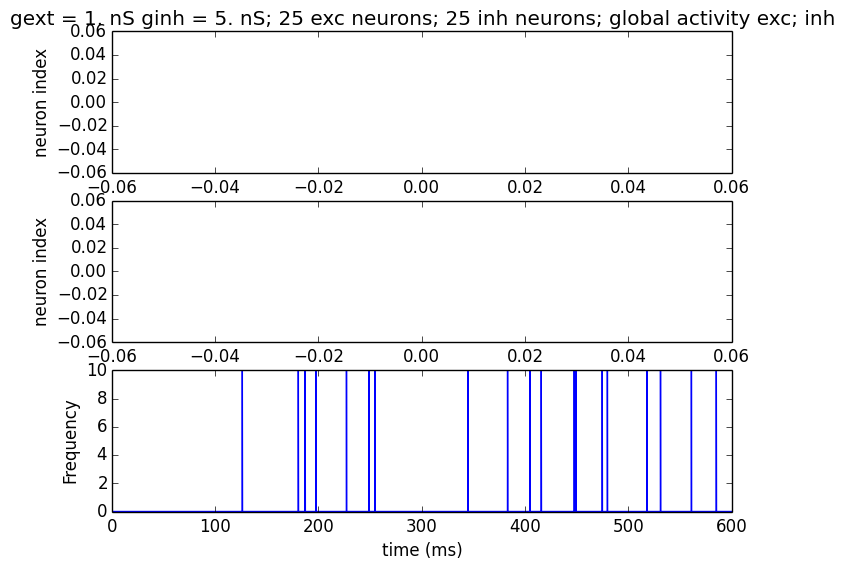 gext = 1. nS ginh = 5. nS; 25 exc neurons; 25 inh neurons; global activity exc; inh
0.06
0.04
0.02
0.00
−0.02
−0.04
−0.06
neuron index
−0.06 −0.04 −0.02 0.00 0.02 0.04 0.06
0.06
0.04
0.02
0.00
−0.02
−0.04
−0.06
neuron index
−0.06 −0.04 −0.02 0.00 0.02 0.04 0.06
10
8
6
4
2
0
Frequency
0 100 200 300 400 500 600
time (ms)